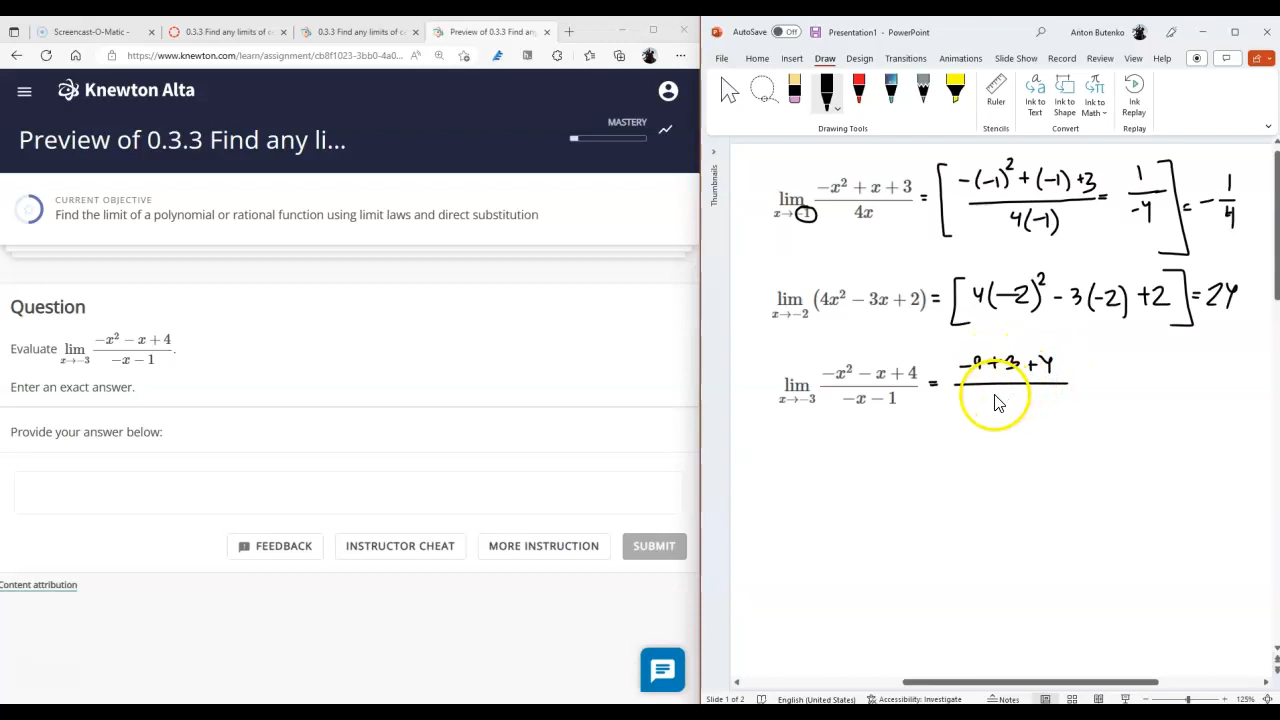 Screencast-O-Matic -
0.3.3 Find any limits of
0.3.3 Find any limits of c
Preview of 0.3.3 Find any
https://www.knewton.com/learn/assignment/cb8f1023-3bb0-4a0...
Knewton Alta
MASTERY
Preview of 0.3.3 Find any li...
CURRENT OBJECTIVE
Find the limit of a polynomial or rational function using limit laws and direct substitution
Question
Evaluate lim x→−3 (−x² − x + 4)/(−x − 1).
Enter an exact answer.
Provide your answer below:
FEEDBACK INSTRUCTOR CHEAT MORE INSTRUCTION SUBMIT
Content attribution
AutoSave Off Presentation1 - PowerPoint Anton Butenko
File Home Insert Draw Design Transitions Animations Slide Show Review View Help
Ruler Ink to Text Ink to Shape Ink to Math Ink Replay
Drawing Tools Stencils Convert Replay
Thumbnails
lim x→−1 (−x² + x + 3)/(4x) = [ (−(−1)² + (−1) + 3)/(4(−1)) = 1/−4 ] = − 1/4
lim x→−2 (4x² − 3x + 2) = [ 4(−2)² − 3(−2) + 2 ] = 24
lim x→−3 (−x² − x + 4)/(−x − 1) = −9 + 3 + 4
Slide 1 of 2 English (United States) Accessibility: Investigate Notes 125%